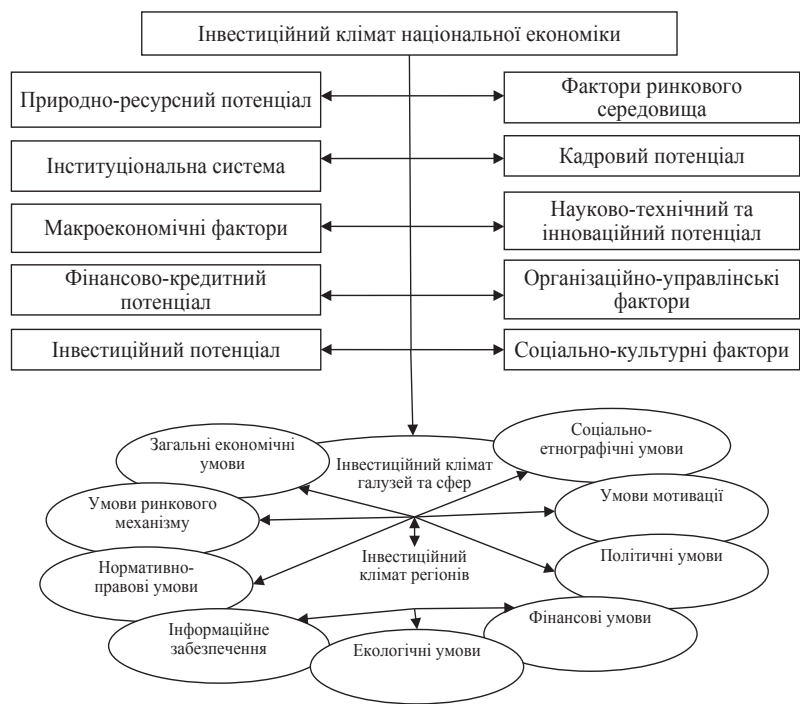 Інвестиційний клімат національної економіки
Природно-ресурсний потенціал
Фактори ринкового
середовища
Інституціональна система
Кадровий потенціал
Макроекономічні фактори
Науково-технічний та
інноваційний потенціал
Фінансово-кредитний
потенціал
Організаційно-управлінські
фактори
Інвестиційний потенціал
Соціально-культурні фактори
Загальні економічні
умови
Інвестиційний клімат
галузей та сфер
Соціально-
етнографічні умови
Умови ринкового
механізму
Умови мотивації
Нормативно-
правові умови
Інвестиційний
клімат регіонів
Політичні умови
Інформаційне
забезпечення
Екологічні умови
Фінансові умови